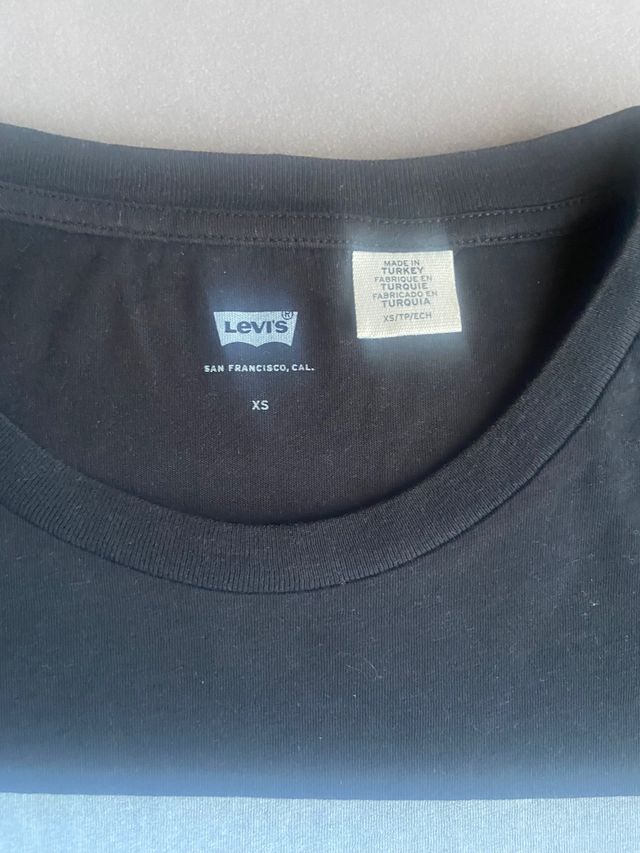 LEVI'S®
SAN FRANCISCO, CAL.
XS
MADE IN
TURKEY
FABRIQUE EN
TURQUIE
FABRICADO EN
TURQUIA
XS/TP/ECH